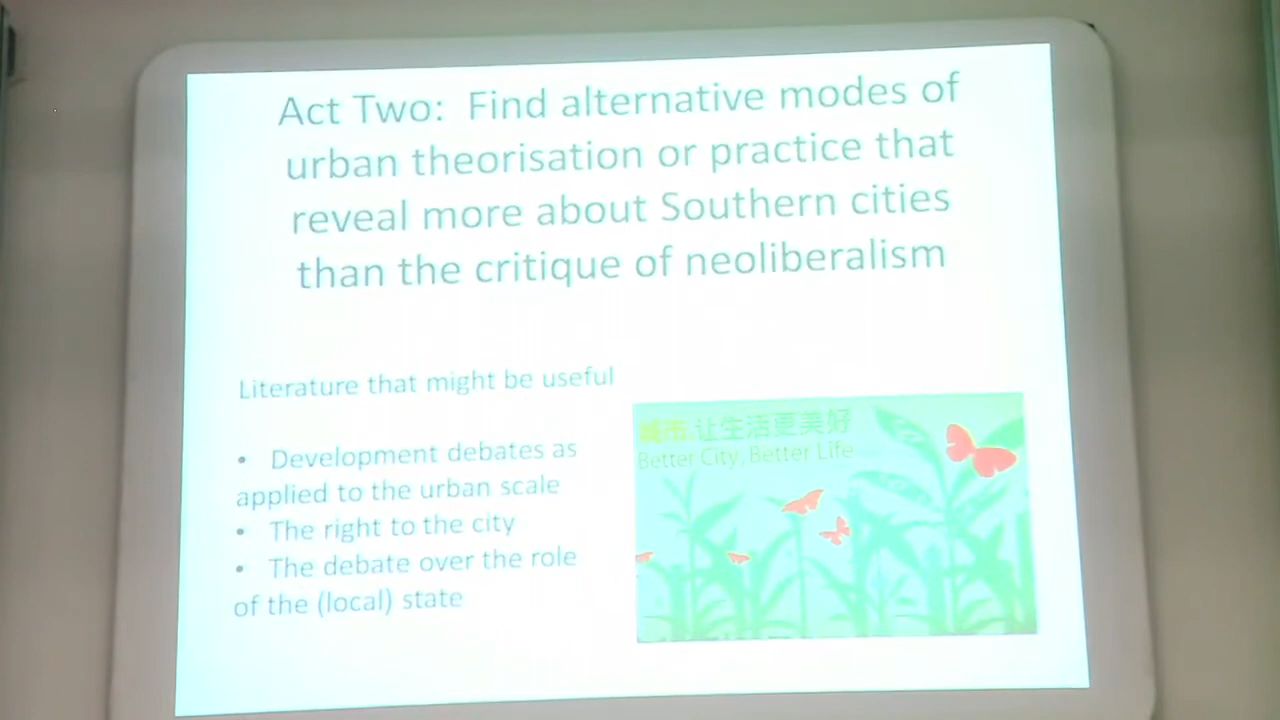 Act Two: Find alternative modes of
urban theorisation or practice that
reveal more about Southern cities
than the critique of neoliberalism
Literature that might be useful
• Development debates as
applied to the urban scale
• The right to the city
• The debate over the role
of the (local) state
城市,让生活更美好
Better City, Better Life